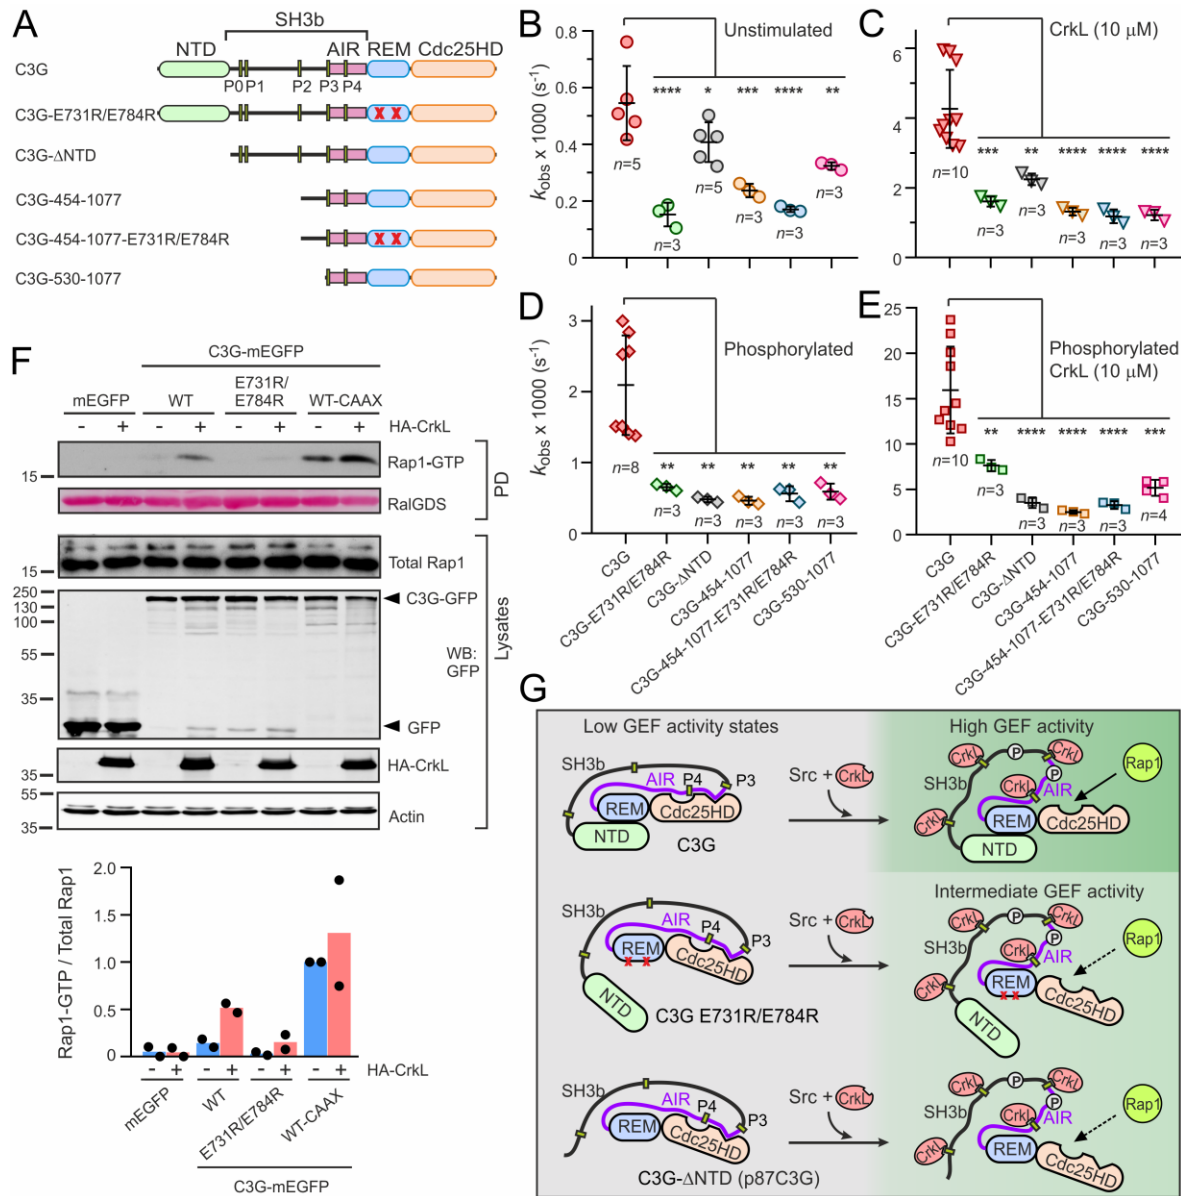 A
SH3b
NTD
AIR
REM
Cdc25HD
C3G
P0
P1
P2
P3
P4
C3G-E731R/E784R
X X
C3G-ΔNTD
C3G-454-1077
C3G-454-1077-E731R/E784R
X X
C3G-530-1077
B
Unstimulated
k_obs x 1000 (s⁻¹)
0.8
0.6
0.4
0.2
0
****
*
***
****
**
n=5
n=3
n=5
n=3
n=3
n=3
C
CrkL (10 μM)
6
4
2
0
***
**
****
****
****
n=10
n=3
n=3
n=3
n=3
n=3
D
Phosphorylated
k_obs x 1000 (s⁻¹)
3
2
1
0
**
**
**
**
**
n=8
n=3
n=3
n=3
n=3
n=3
C3G
C3G-E731R/E784R
C3G-ΔNTD
C3G-454-1077
C3G-454-1077-E731R/E784R
C3G-530-1077
E
Phosphorylated
CrkL (10 μM)
25
20
15
10
5
0
**
****
****
****
***
n=10
n=3
n=3
n=3
n=3
n=4
C3G
C3G-E731R/E784R
C3G-ΔNTD
C3G-454-1077
C3G-454-1077-E731R/E784R
C3G-530-1077
F
C3G-mEGFP
mEGFP
WT
E731R/
E784R
WT-CAAX
- + - + - + - +
HA-CrkL
Rap1-GTP
15
RalGDS
PD
Total Rap1
15
250
130
100
55
35
C3G-GFP
WB:
GFP
GFP
HA-CrkL
35
55
35
Actin
Lysates
Rap1-GTP / Total Rap1
2.0
1.5
1.0
0.5
0
- + - + - + - +
HA-CrkL
mEGFP
WT
E731R/E784R
WT-CAAX
C3G-mEGFP
G
Low GEF activity states
High GEF activity
SH3b
AIR
P4
P3
REM
Cdc25HD
NTD
C3G
Src + CrkL
CrkL
P
CrkL
SH3b
P
CrkL
AIR
Rap1
CrkL
REM
Cdc25HD
NTD
Intermediate GEF activity
SH3b
AIR
P4
P3
REM
Cdc25HD
x x
NTD
C3G E731R/E784R
Src + CrkL
CrkL
P
CrkL
SH3b
P
CrkL
AIR
Rap1
CrkL
REM
Cdc25HD
x x
NTD
SH3b
AIR
P4
P3
REM
Cdc25HD
C3G-ΔNTD (p87C3G)
Src + CrkL
CrkL
P
CrkL
SH3b
P
CrkL
AIR
Rap1
CrkL
REM
Cdc25HD